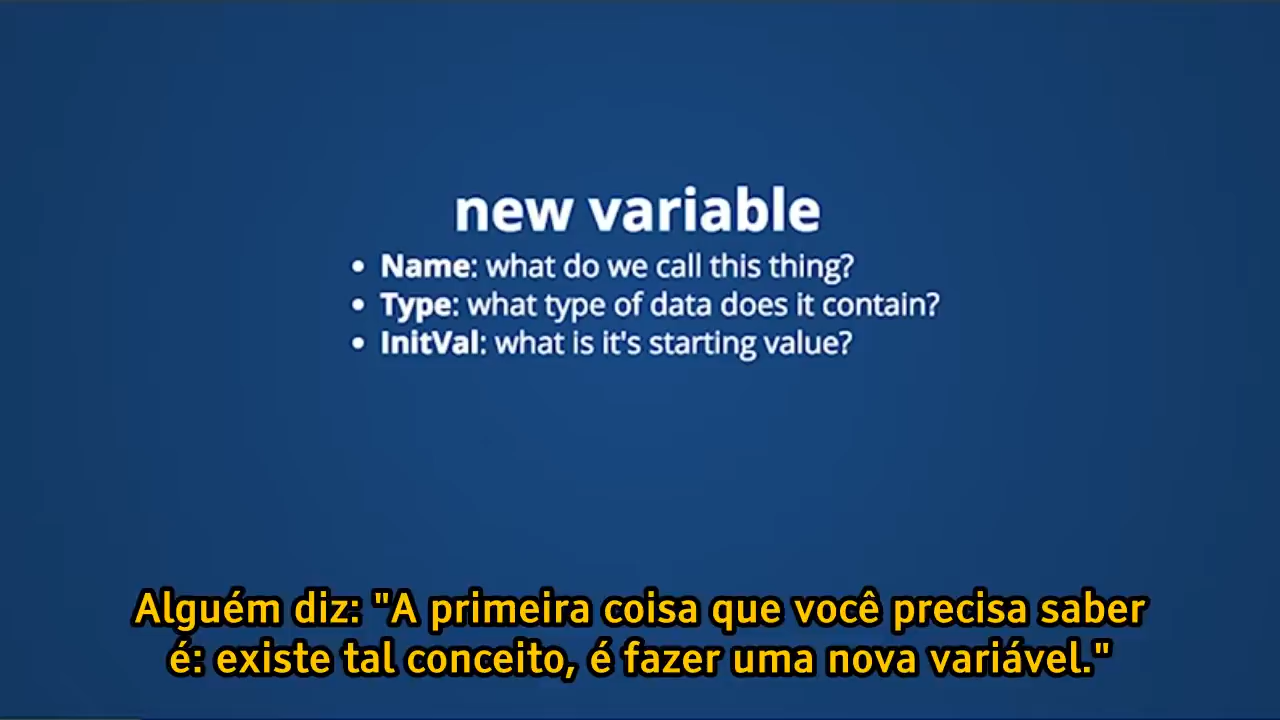 new variable
• Name: what do we call this thing?
• Type: what type of data does it contain?
• InitVal: what is it's starting value?
Alguém diz: "A primeira coisa que você precisa saber
é: existe tal conceito, é fazer uma nova variável."